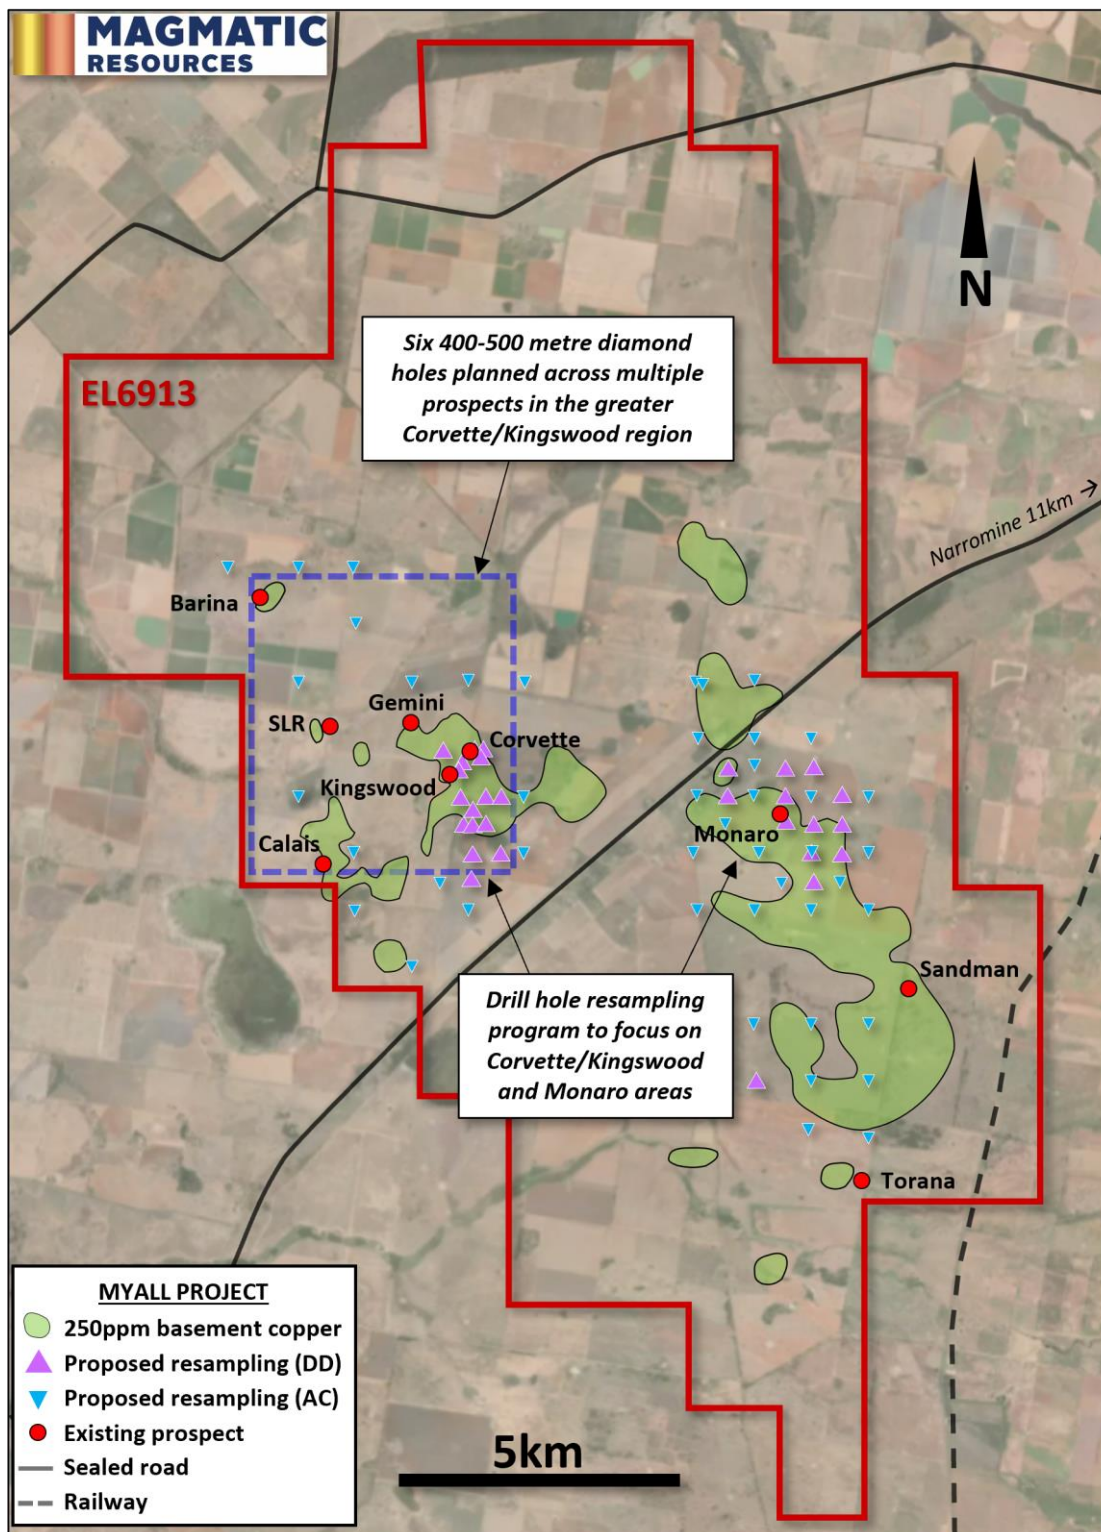 MAGMATIC
RESOURCES
N
Six 400-500 metre diamond
holes planned across multiple
prospects in the greater
Corvette/Kingswood region
EL6913
Narromine 11km →
Barina
Gemini
SLR
Corvette
Kingswood
Calais
Monaro
Sandman
Drill hole resampling
program to focus on
Corvette/Kingswood
and Monaro areas
Torana
MYALL PROJECT
250ppm basement copper
Proposed resampling (DD)
Proposed resampling (AC)
Existing prospect
Sealed road
Railway
5km